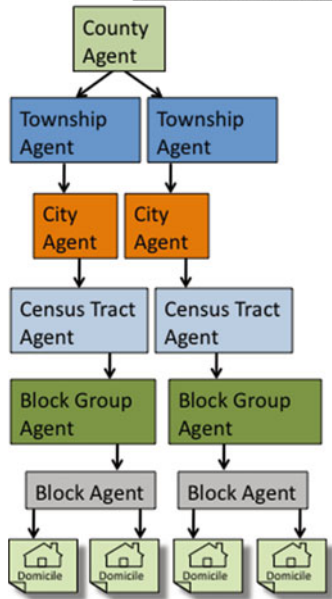 County
Agent
Township
Agent
Township
Agent
City
Agent
City
Agent
Census Tract
Agent
Census Tract
Agent
Block Group
Agent
Block Group
Agent
Block Agent
Block Agent
Domicile
Domicile
Domicile
Domicile